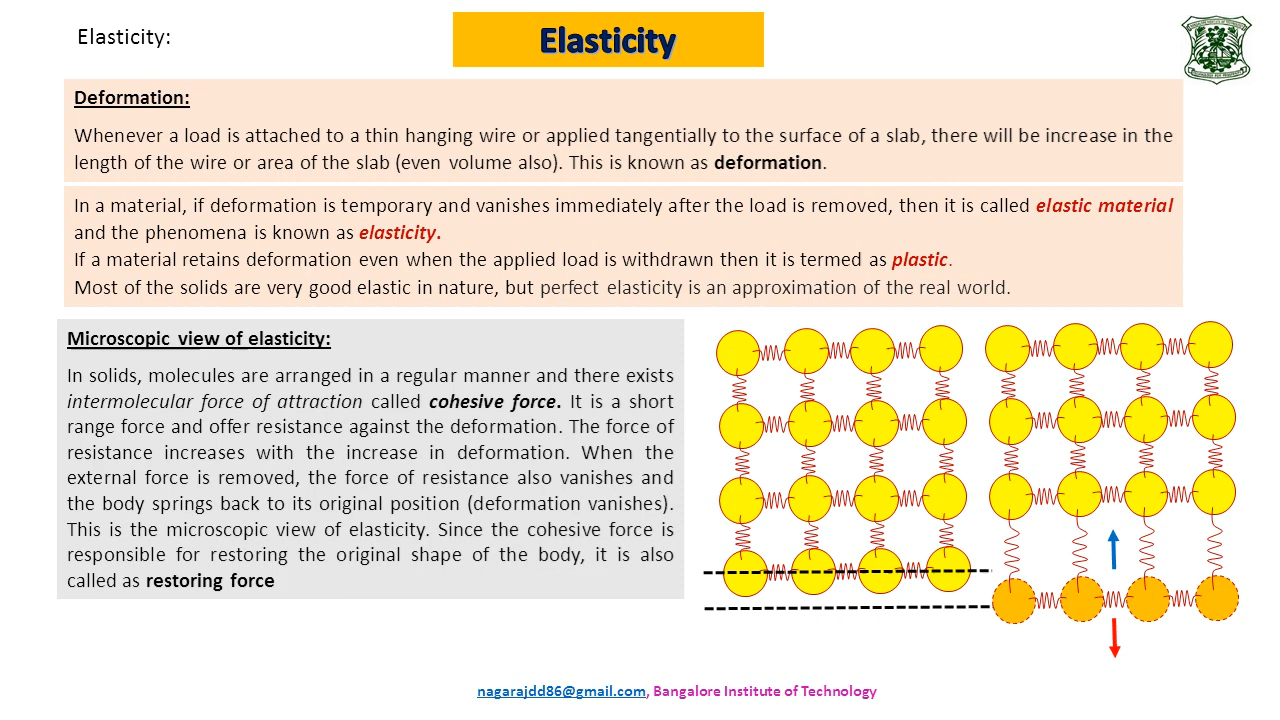 Elasticity:
Elasticity
Deformation:
Whenever a load is attached to a thin hanging wire or applied tangentially to the surface of a slab, there will be increase in the
length of the wire or area of the slab (even volume also). This is known as deformation.
In a material, if deformation is temporary and vanishes immediately after the load is removed, then it is called elastic material
and the phenomena is known as elasticity.
If a material retains deformation even when the applied load is withdrawn then it is termed as plastic.
Most of the solids are very good elastic in nature, but perfect elasticity is an approximation of the real world.
Microscopic view of elasticity:
In solids, molecules are arranged in a regular manner and there exists
intermolecular force of attraction called cohesive force. It is a short
range force and offer resistance against the deformation. The force of
resistance increases with the increase in deformation. When the
external force is removed, the force of resistance also vanishes and
the body springs back to its original position (deformation vanishes).
This is the microscopic view of elasticity. Since the cohesive force is
responsible for restoring the original shape of the body, it is also
called as restoring force
nagarajdd86@gmail.com, Bangalore Institute of Technology